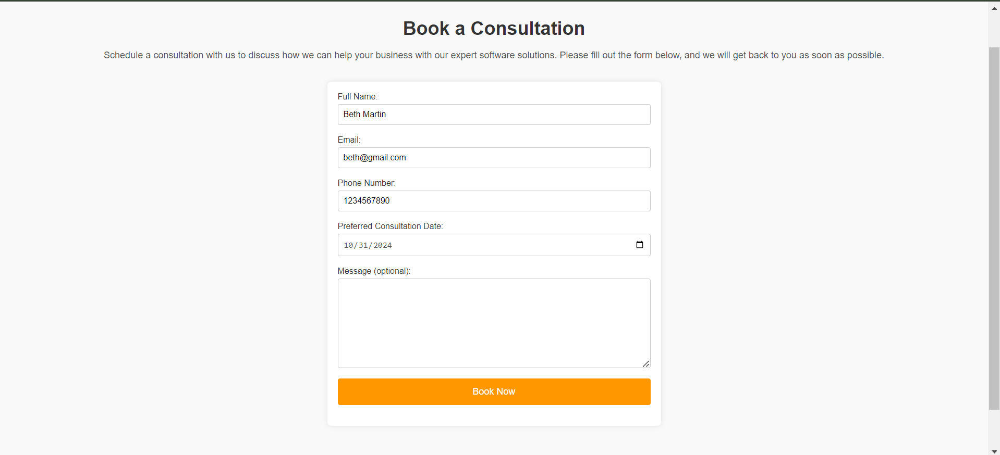 Book a Consultation
Schedule a consultation with us to discuss how we can help your business with our expert software solutions. Please fill out the form below, and we will get back to you as soon as possible.
Full Name:
Beth Martin
Email:
beth@gmail.com
Phone Number:
1234567890
Preferred Consultation Date:
10/31/2024
Message (optional):
Book Now